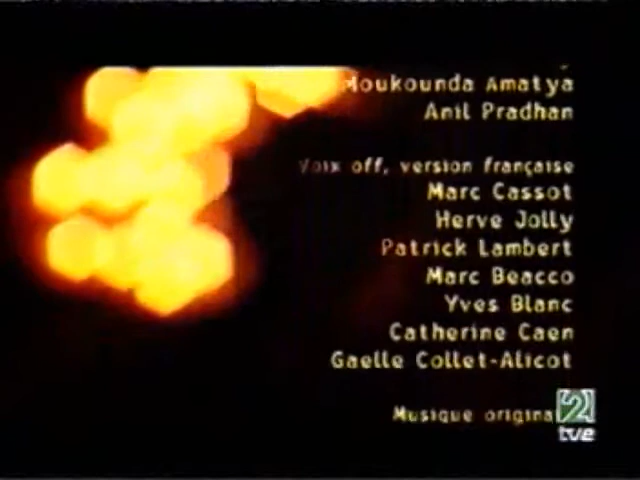 Moukounda Amatya
Anil Pradhan
Voix off, version française
Marc Cassot
Herve Jolly
Patrick Lambert
Marc Beacco
Yves Blanc
Catherine Caen
Gaelle Collet-Alicot
Musique origina
2
tve